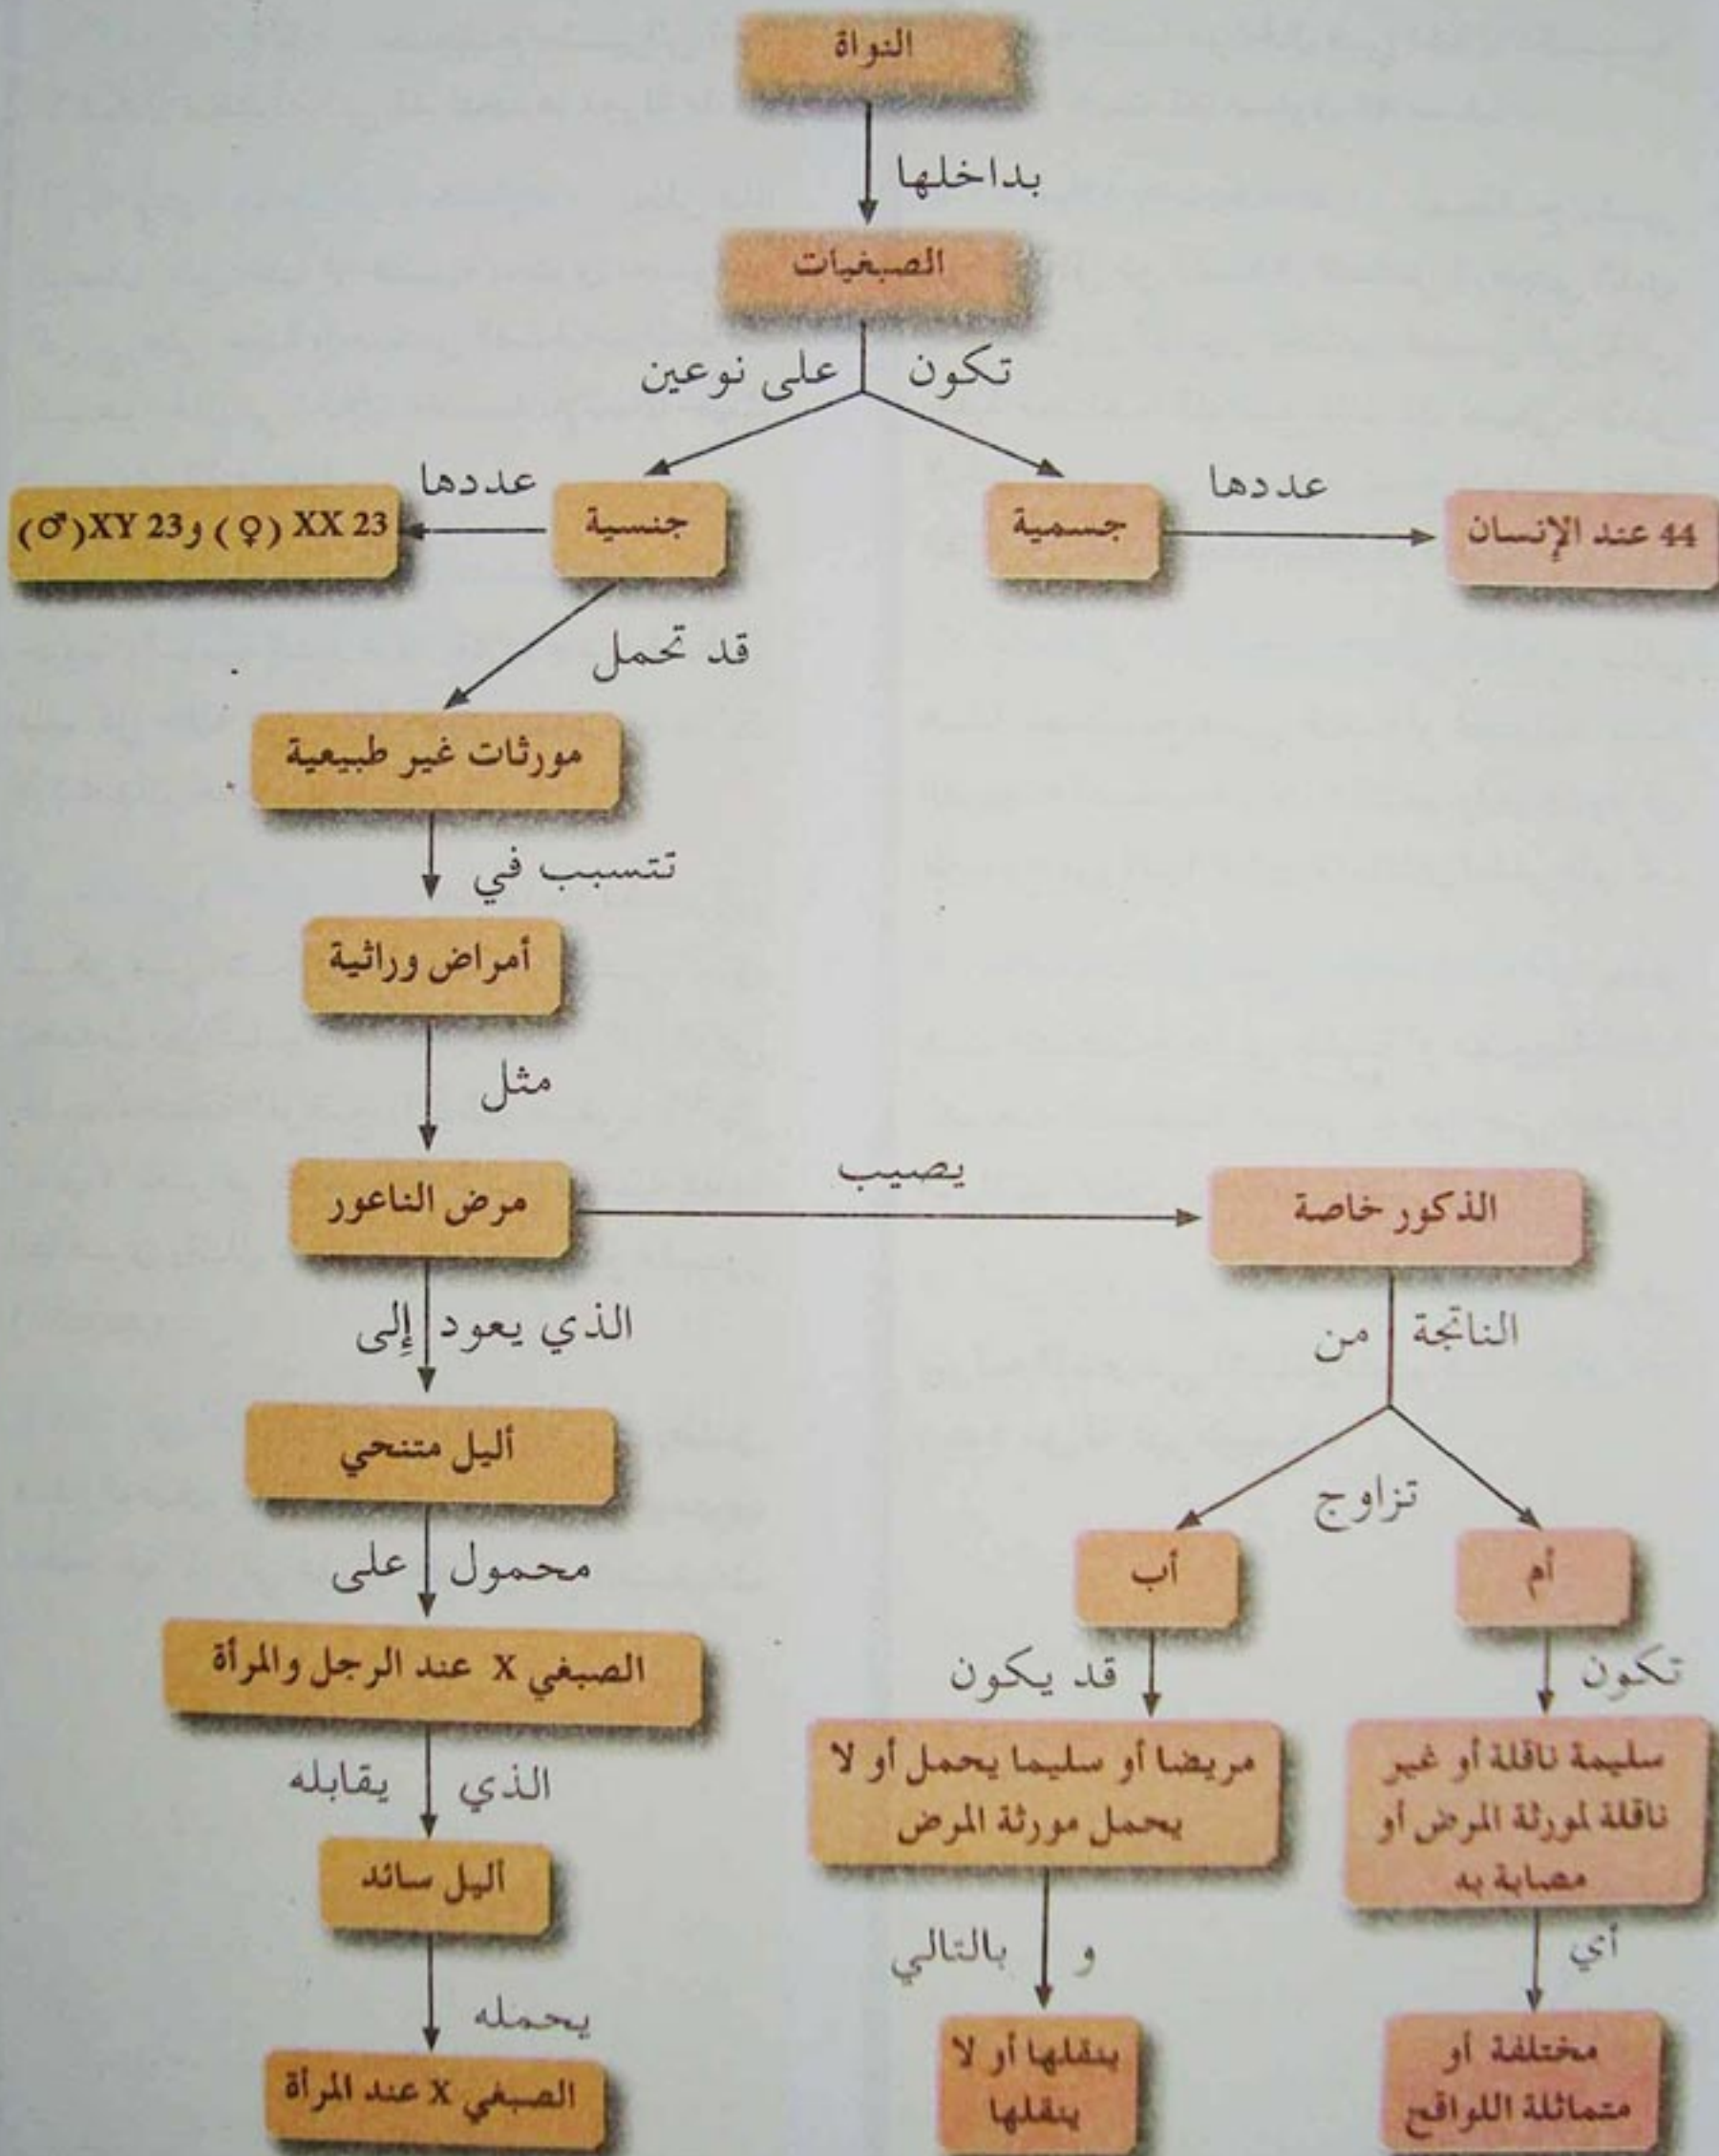 النواة
بداخلها
الصبغيات
تكون على نوعين
جسمية
عددها
44 عند الإنسان
جنسية
عددها
23 XX (♀) و23 XY(♂)
قد تحمل
مورثات غير طبيعية
تتسبب في
أمراض وراثية
مثل
مرض الناعور
يصيب
الذكور خاصة
الناتجة من
تزاوج
أم
تكون
سليمة ناقلة أو غير
ناقلة لمورثة المرض أو
مصابة به
أي
مختلفة أو
متماثلة اللواقح
أب
قد يكون
مريضا أو سليما يحمل أو لا
يحمل مورثة المرض
و بالتالي
ينقلها أو لا
ينقلها
الذي يعود إلى
أليل متنحي
محمول على
الصبغي X عند الرجل والمرأة
الذي يقابله
أليل سائد
يحمله
الصبغي X عند المرأة